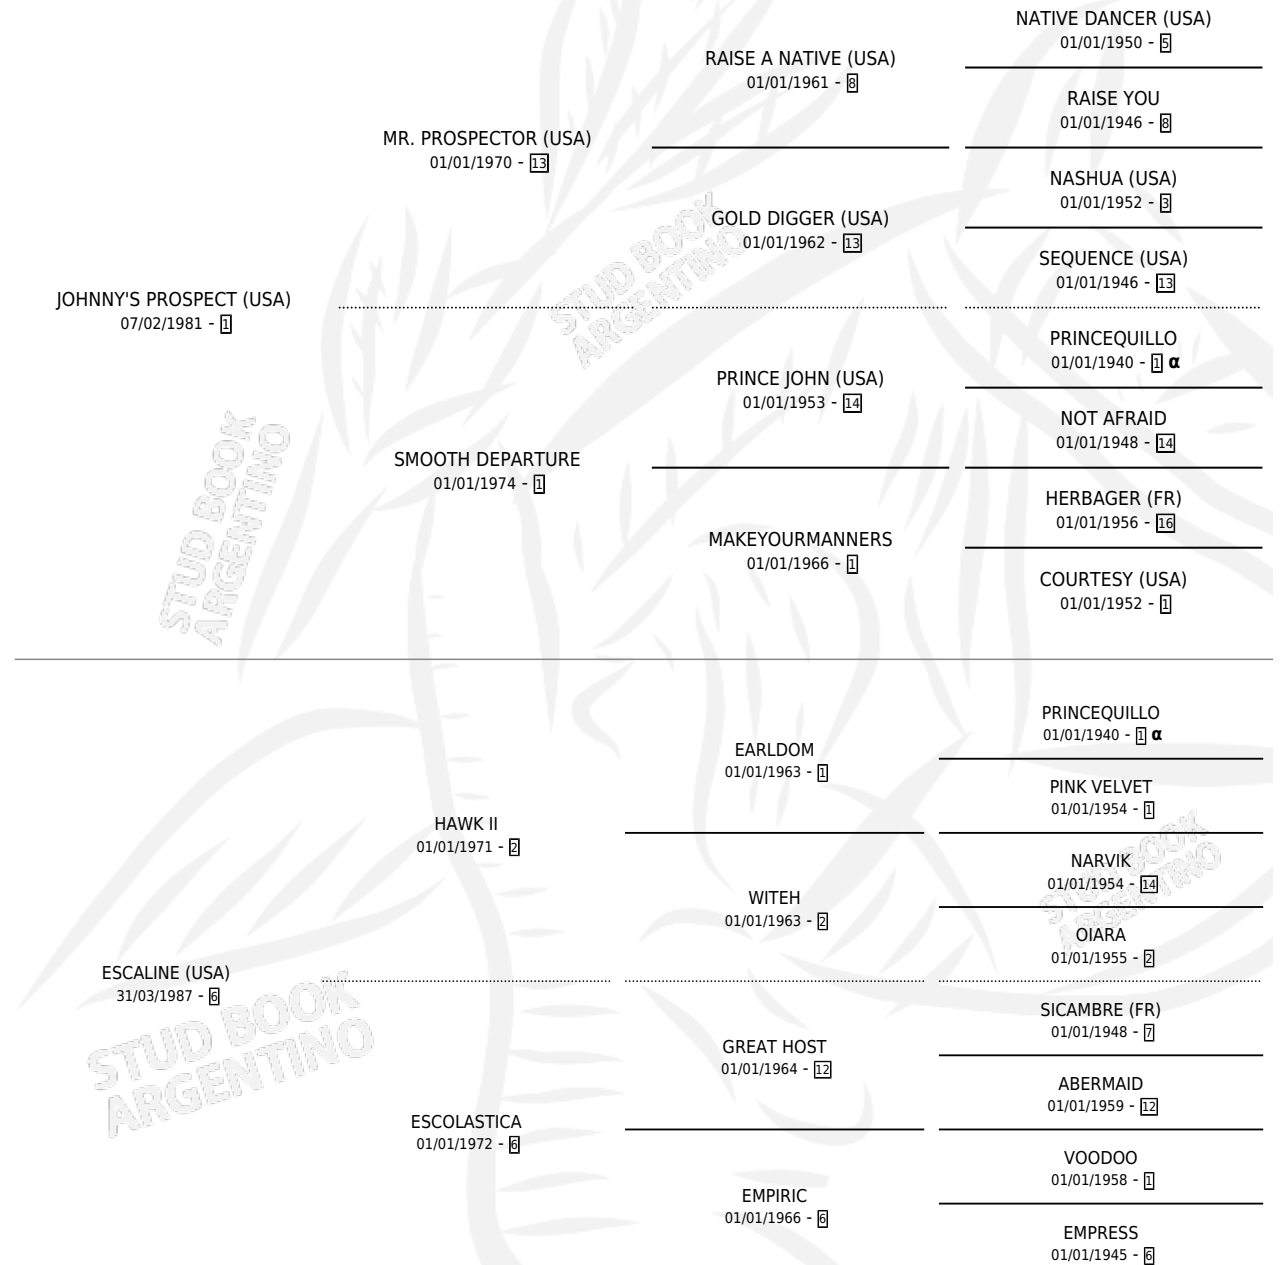 NATIVE DANCER (USA)
01/01/1950 - 5
RAISE A NATIVE (USA)
01/01/1961 - 8
RAISE YOU
01/01/1946 - 8
MR. PROSPECTOR (USA)
01/01/1970 - 13
NASHUA (USA)
01/01/1952 - 3
GOLD DIGGER (USA)
01/01/1962 - 13
SEQUENCE (USA)
01/01/1946 - 13
STUD BOOK
ARGENTINO
JOHNNY'S PROSPECT (USA)
07/02/1981 - 1
PRINCEQUILLO
01/01/1940 - 1 α
PRINCE JOHN (USA)
01/01/1953 - 14
NOT AFRAID
01/01/1948 - 14
SMOOTH DEPARTURE
01/01/1974 - 1
HERBAGER (FR)
01/01/1956 - 16
MAKEYOURMANNERS
01/01/1966 - 1
COURTESY (USA)
01/01/1952 - 1
STUD BOOK
ARGENTINO
PRINCEQUILLO
01/01/1940 - 1 α
EARLDOM
01/01/1963 - 1
PINK VELVET
01/01/1954 - 1
HAWK II
01/01/1971 - 2
NARVIK
01/01/1954 - 14
WITEH
01/01/1963 - 2
OIARA
01/01/1955 - 2
STUD BOOK
ARGENTINO
ESCALINE (USA)
31/03/1987 - 6
SICAMBRE (FR)
01/01/1948 - 7
GREAT HOST
01/01/1964 - 12
ABERMAID
01/01/1959 - 12
STUD BOOK
ARGENTINO
ESCOLASTICA
01/01/1972 - 6
VOODOO
01/01/1958 - 1
EMPIRIC
01/01/1966 - 6
EMPRESS
01/01/1945 - 6